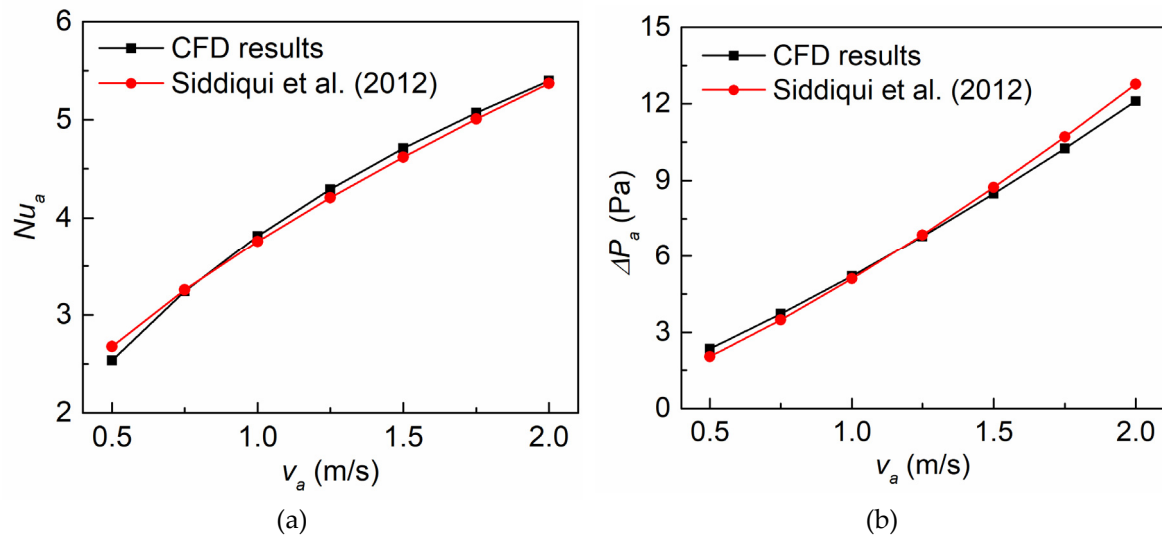 6
5
4
3
2
CFD results
Siddiqui et al. (2012)
Nuₐ
0.5 1.0 1.5 2.0
vₐ (m/s)
(a)
15
12
9
6
3
0
CFD results
Siddiqui et al. (2012)
ΔPₐ (Pa)
0.5 1.0 1.5 2.0
vₐ (m/s)
(b)